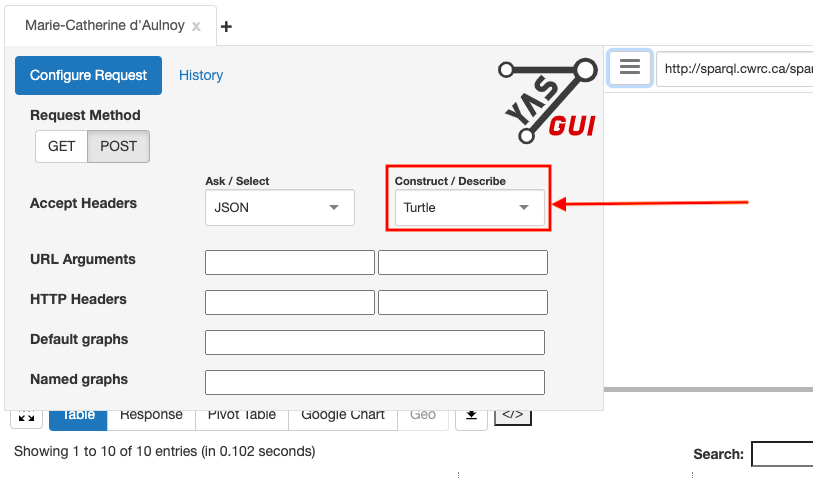 Marie-Catherine d'Aulnoy x +
Configure Request History
YAS
GUI
http://sparql.cwrc.ca/spar
Request Method
GET POST
Ask / Select Construct / Describe
Accept Headers JSON Turtle
URL Arguments
HTTP Headers
Default graphs
Named graphs
Table Response Pivot Table Google Chart Geo </>
Showing 1 to 10 of 10 entries (in 0.102 seconds)
Search: